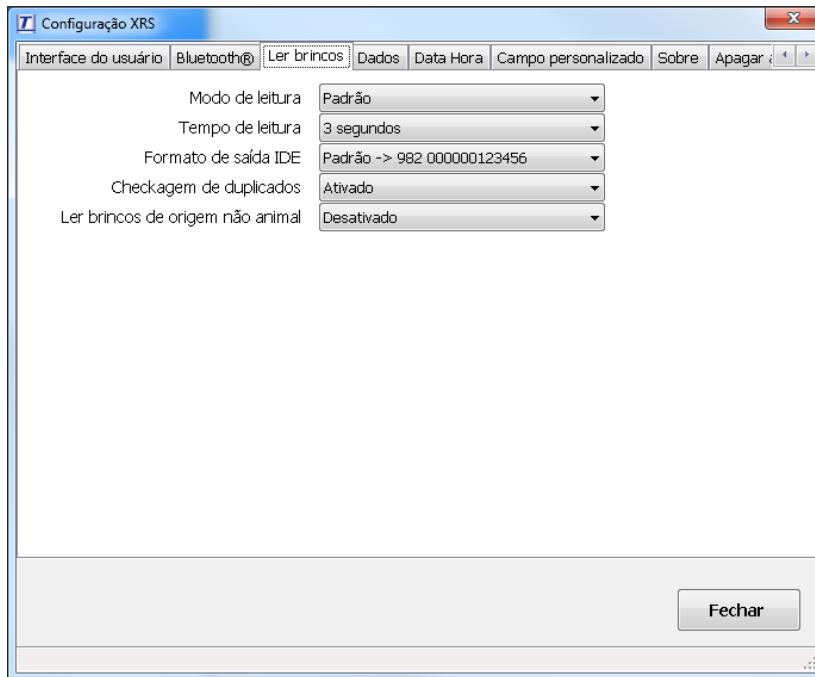 Configuração XRS
Interface do usuário Bluetooth® Ler brincos Dados Data Hora Campo personalizado Sobre Apagar
Modo de leitura Padrão
Tempo de leitura 3 segundos
Formato de saída IDE Padrão -> 982 000000123456
Checkagem de duplicados Ativado
Ler brincos de origem não animal Desativado
Fechar